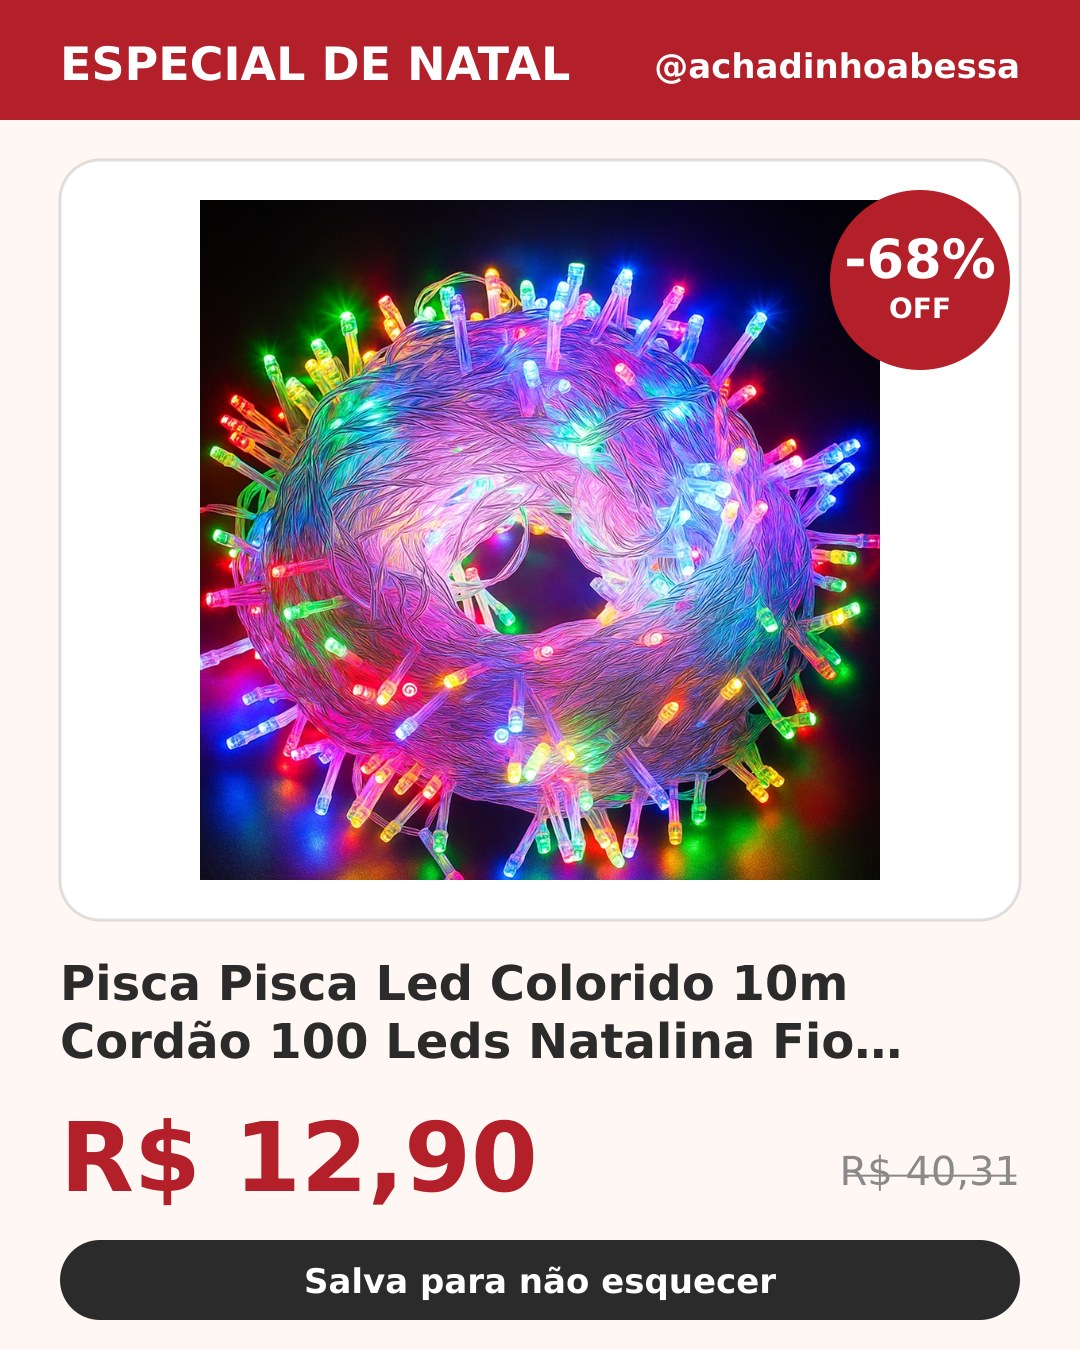 ESPECIAL DE NATAL
@achadinhoabessa
-68%
OFF
Pisca Pisca Led Colorido 10m
Cordão 100 Leds Natalina Fio...
R$ 12,90
R$ 40,31
Salva para não esquecer